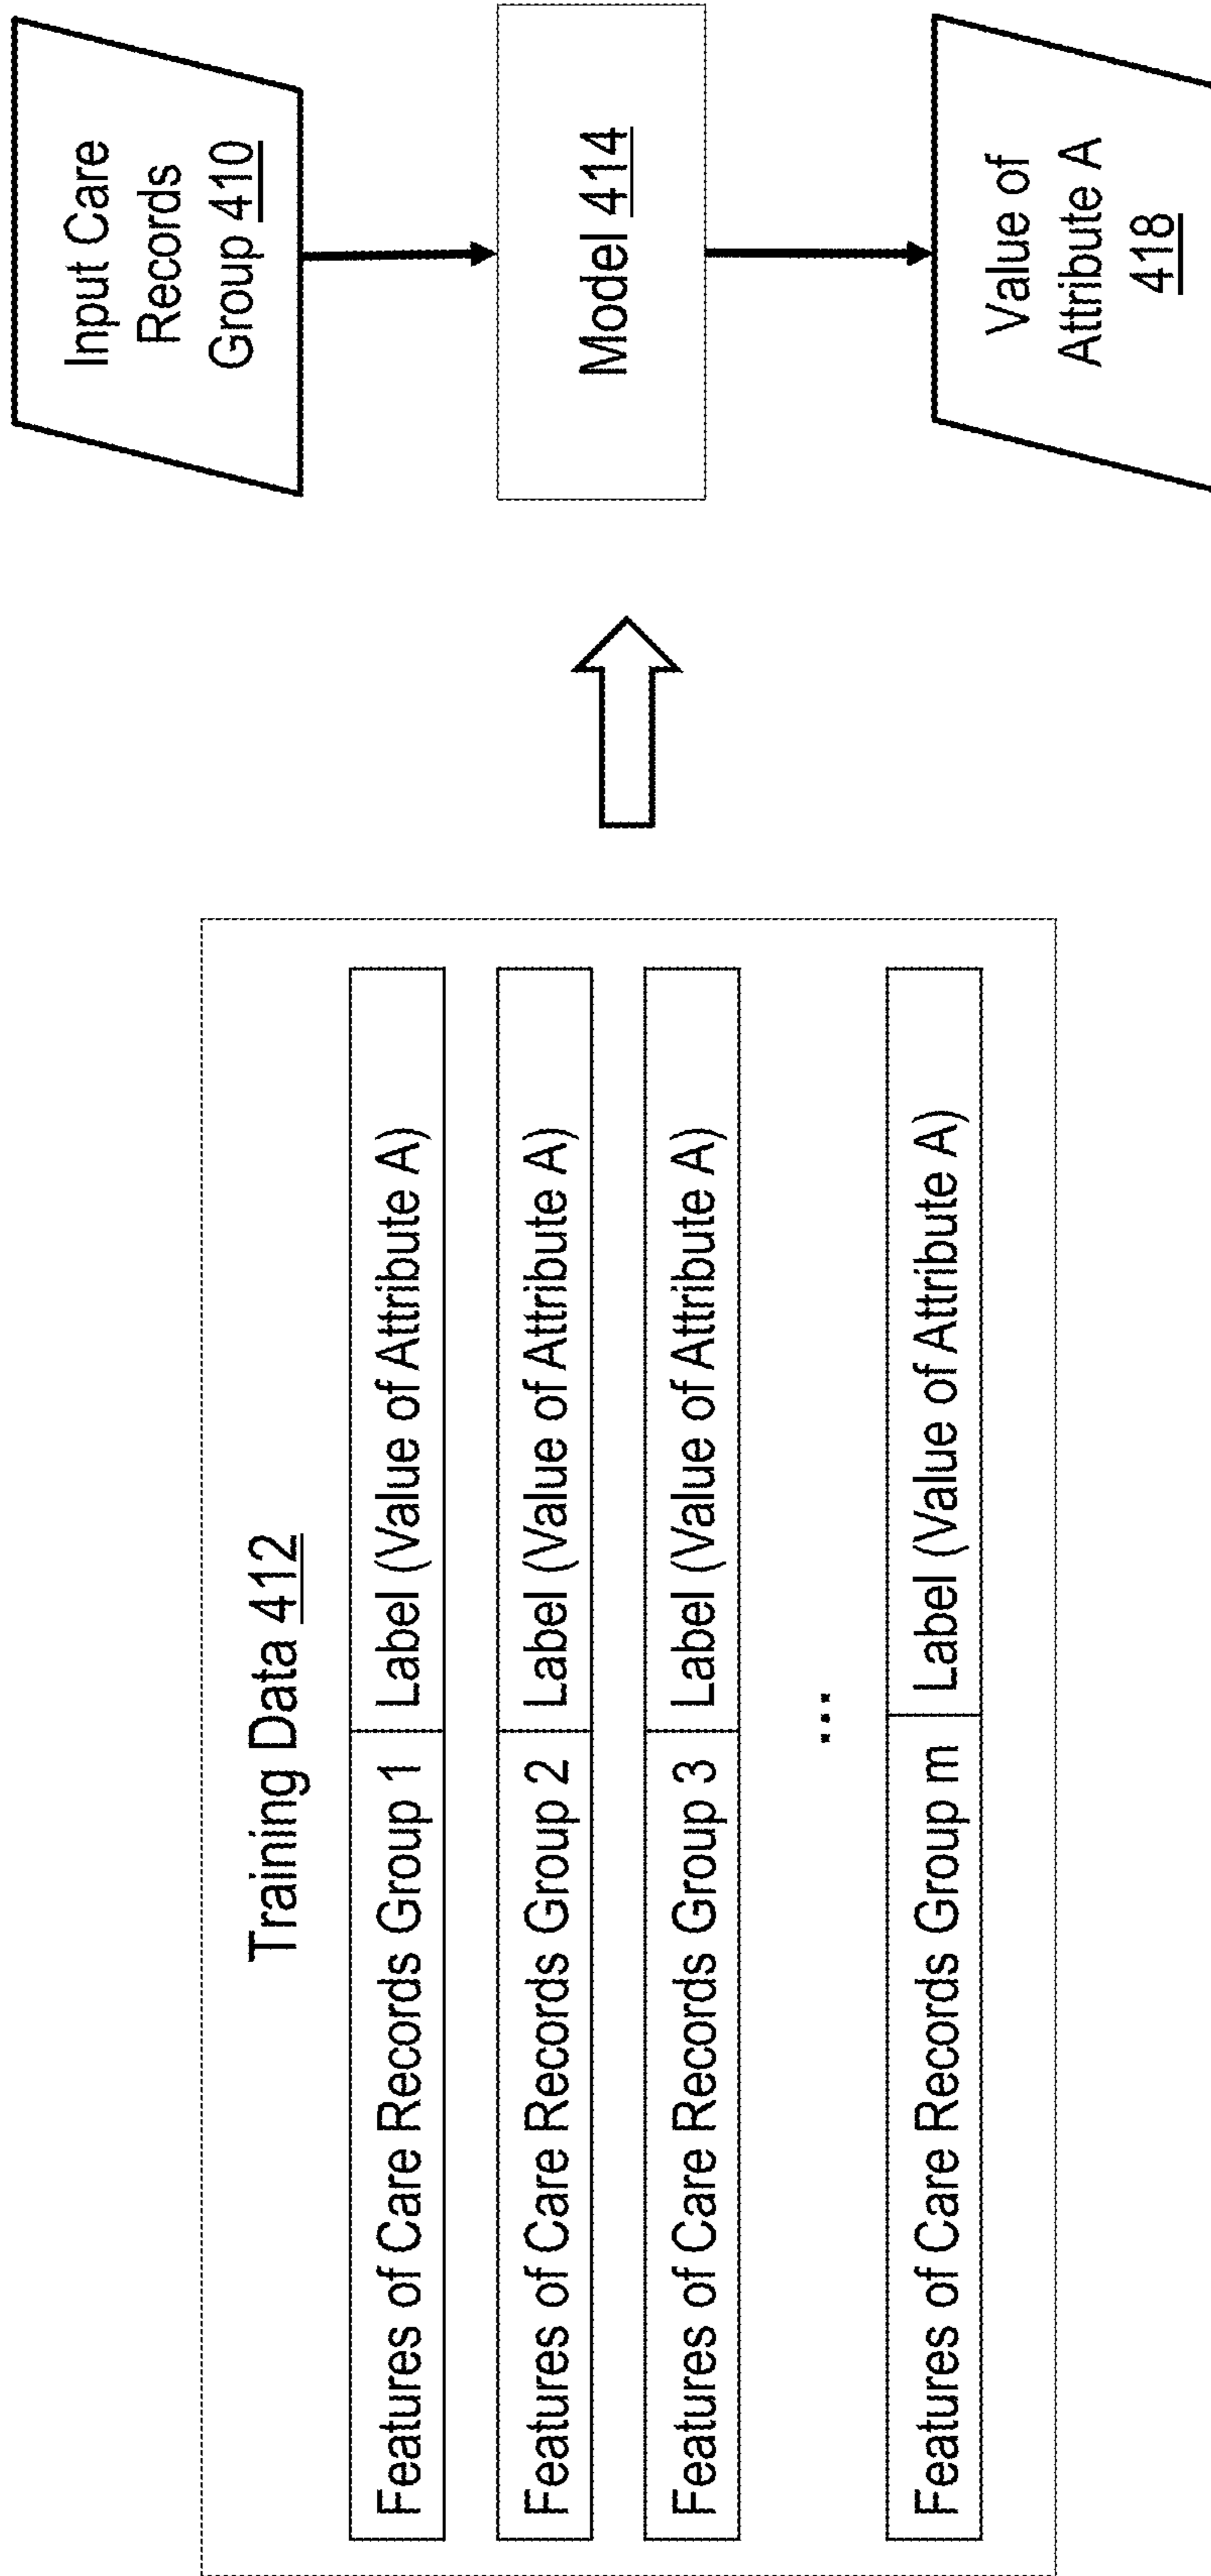 Training Data 412
Features of Care Records Group 1 Label (Value of Attribute A)
Features of Care Records Group 2 Label (Value of Attribute A)
Features of Care Records Group 3 Label (Value of Attribute A)
...
Features of Care Records Group m Label (Value of Attribute A)
Input Care
Records
Group 410
Model 414
Value of
Attribute A
418